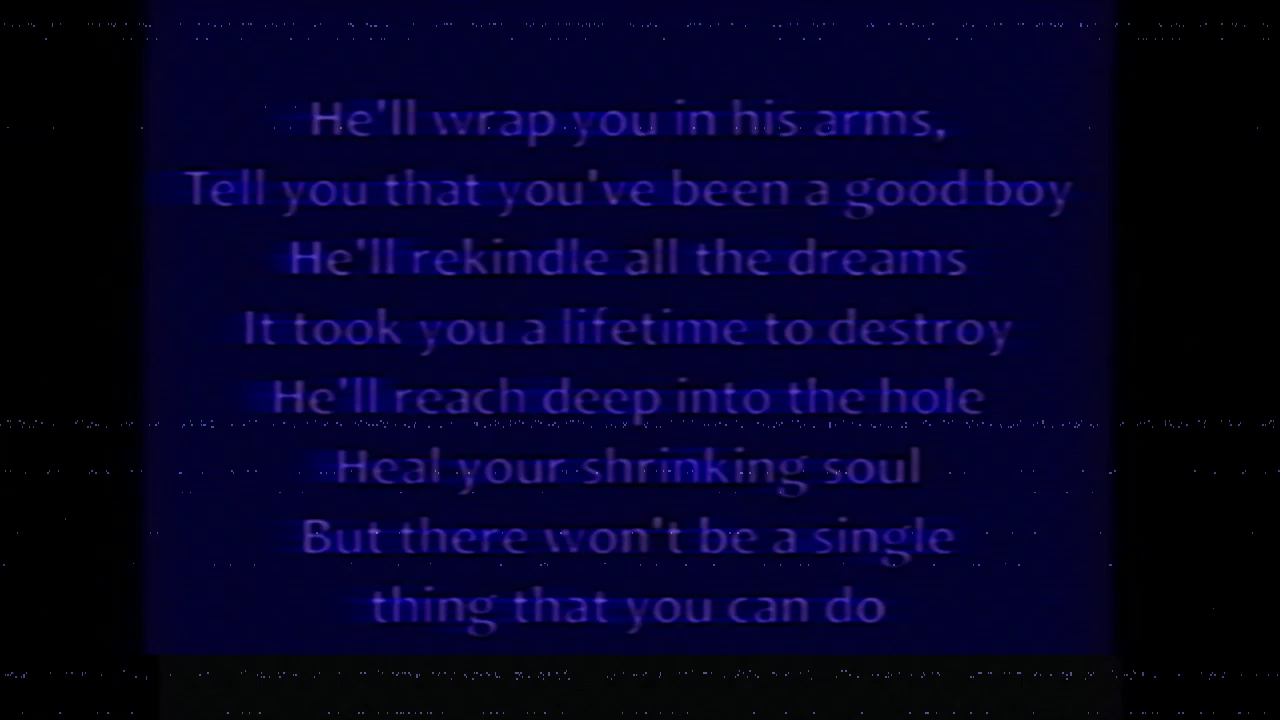 He'll wrap you in his arms,
Tell you that you've been a good boy
He'll rekindle all the dreams
It took you a lifetime to destroy
He'll reach deep into the hole
Heal your shrinking soul
But there won't be a single
thing that you can do